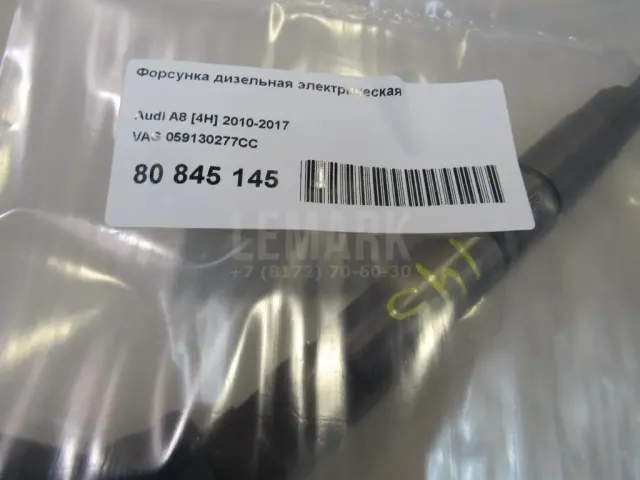 Форсунка дизельная электрическая
Audi A8 [4H] 2010-2017
VAG 059130277CC
80 845 145
LEMARK
+7 (8172) 70-60-30
145